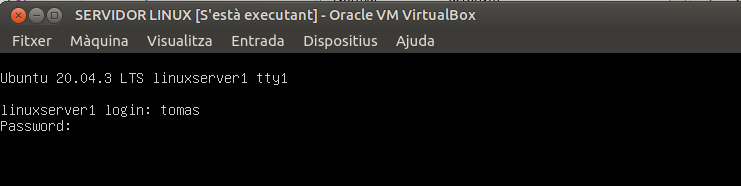 SERVIDOR LINUX [S'està executant] - Oracle VM VirtualBox
Fitxer Màquina Visualitza Entrada Dispositius Ajuda
Ubuntu 20.04.3 LTS linuxserver1 tty1
linuxserver1 login: tomas
Password: